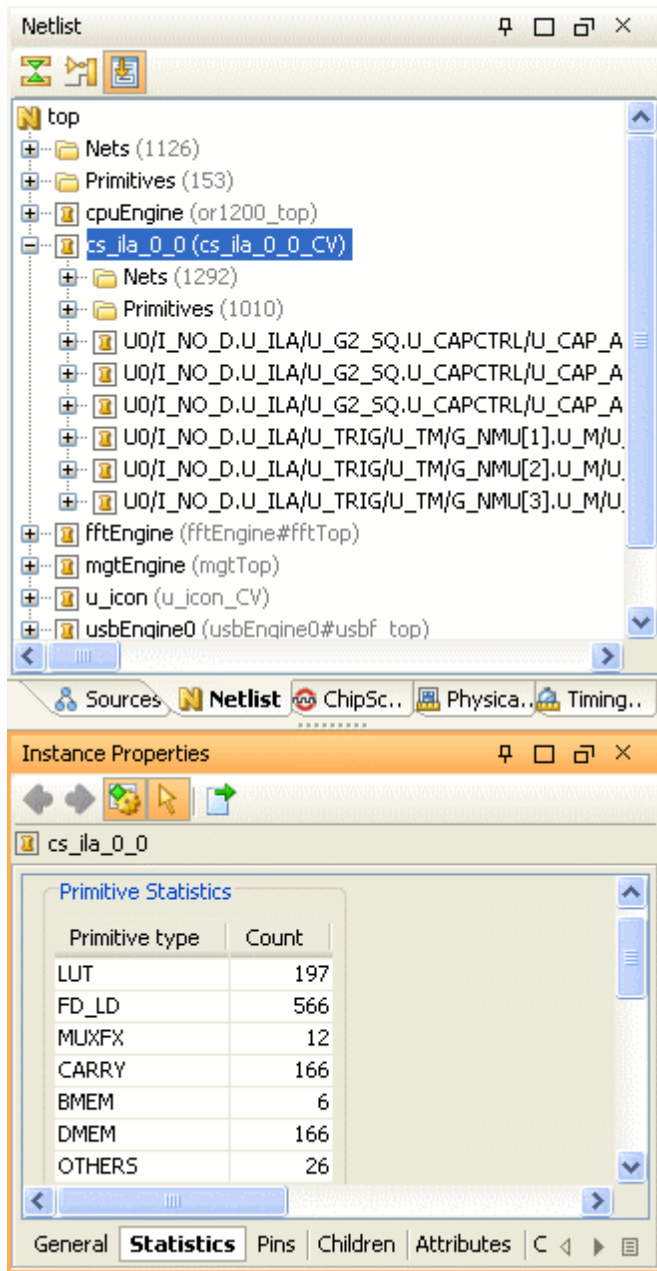 Netlist
top
Nets (1126)
Primitives (153)
cpuEngine (or1200_top)
cs_ila_0_0 (cs_ila_0_0_CV)
Nets (1292)
Primitives (1010)
U0/I_NO_D.U_ILA/U_G2_SQ.U_CAPCTRL/U_CAP_A
U0/I_NO_D.U_ILA/U_G2_SQ.U_CAPCTRL/U_CAP_A
U0/I_NO_D.U_ILA/U_G2_SQ.U_CAPCTRL/U_CAP_A
U0/I_NO_D.U_ILA/U_TRIG/U_TM/G_NMU[1].U_M/U_
U0/I_NO_D.U_ILA/U_TRIG/U_TM/G_NMU[2].U_M/U_
U0/I_NO_D.U_ILA/U_TRIG/U_TM/G_NMU[3].U_M/U_
fftEngine (fftEngine#fftTop)
mgtEngine (mgtTop)
u_icon (u_icon_CV)
usbEngine0 (usbEngine0#usbf_top)
Sources Netlist ChipSc.. Physica.. Timing..
Instance Properties
cs_ila_0_0
Primitive Statistics
Primitive type Count
LUT 197
FD_LD 566
MUXFX 12
CARRY 166
BMEM 6
DMEM 166
OTHERS 26
General Statistics Pins Children Attributes C